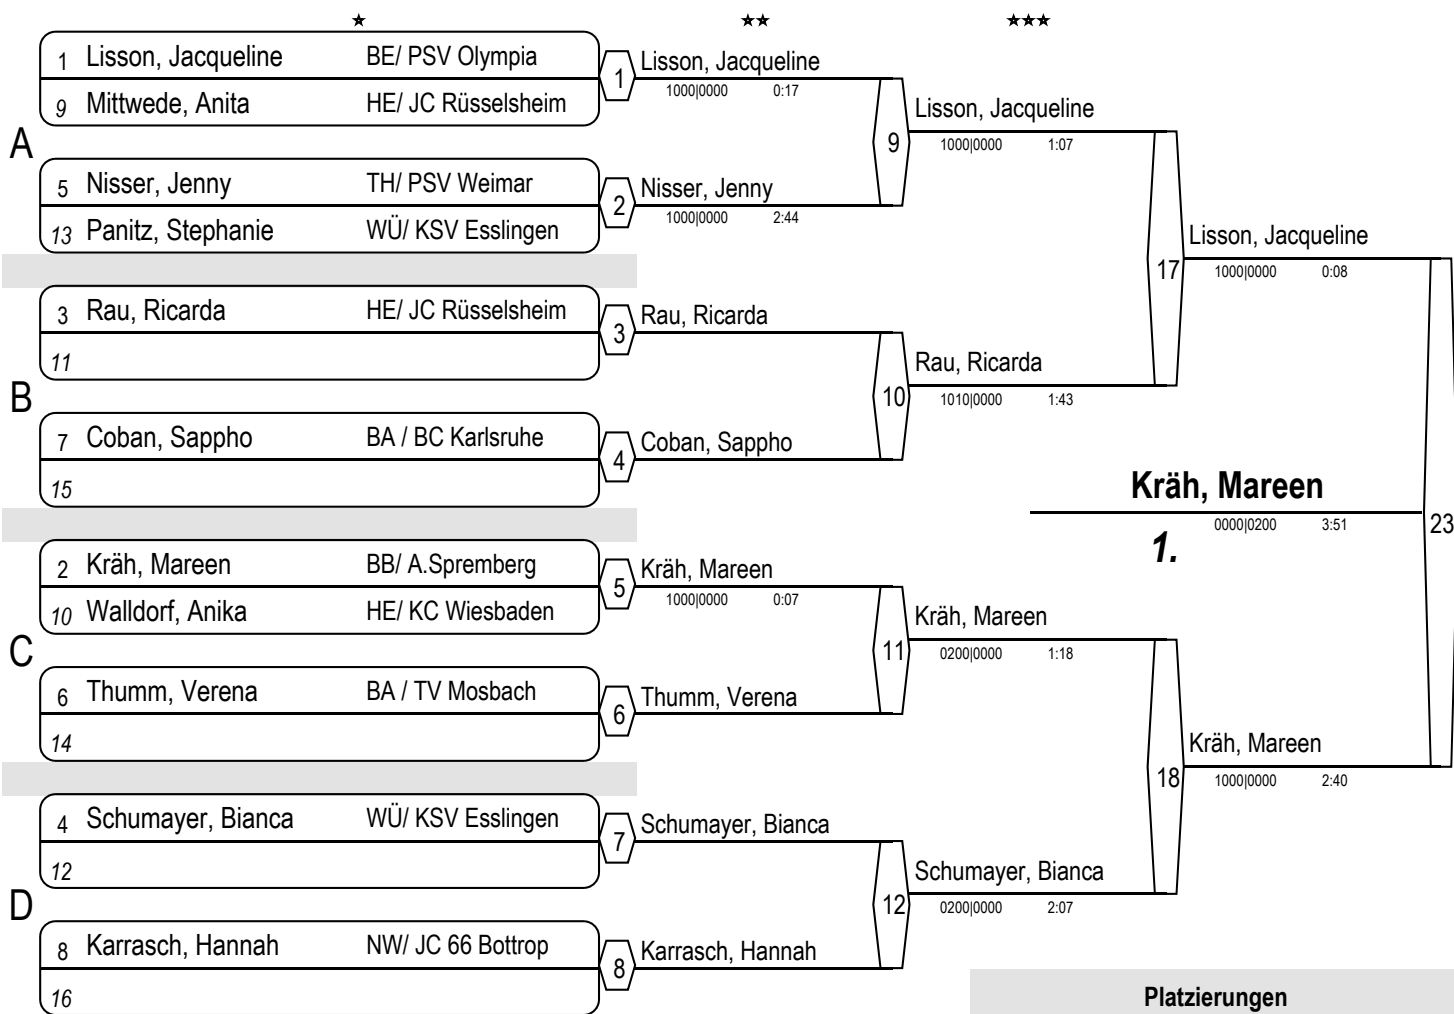 ★ ★★ ★★★
1 Lisson, Jacqueline BE/ PSV Olympia
9 Mittwede, Anita HE/ JC Rüsselsheim
A
5 Nisser, Jenny TH/ PSV Weimar
13 Panitz, Stephanie WÜ/ KSV Esslingen
3 Rau, Ricarda HE/ JC Rüsselsheim
11
B
7 Coban, Sappho BA / BC Karlsruhe
15
2 Kräh, Mareen BB/ A.Spremberg
10 Walldorf, Anika HE/ KC Wiesbaden
C
6 Thumm, Verena BA / TV Mosbach
14
4 Schumayer, Bianca WÜ/ KSV Esslingen
12
D
8 Karrasch, Hannah NW/ JC 66 Bottrop
16
1 Lisson, Jacqueline
1000|0000 0:17
2 Nisser, Jenny
1000|0000 2:44
3 Rau, Ricarda
4 Coban, Sappho
5 Kräh, Mareen
1000|0000 0:07
6 Thumm, Verena
7 Schumayer, Bianca
8 Karrasch, Hannah
9 Lisson, Jacqueline
1000|0000 1:07
10 Rau, Ricarda
1010|0000 1:43
11 Kräh, Mareen
0200|0000 1:18
12 Schumayer, Bianca
0200|0000 2:07
17 Lisson, Jacqueline
1000|0000 0:08
18 Kräh, Mareen
1000|0000 2:40
Kräh, Mareen
1. 0000|0200 3:51 23
Platzierungen